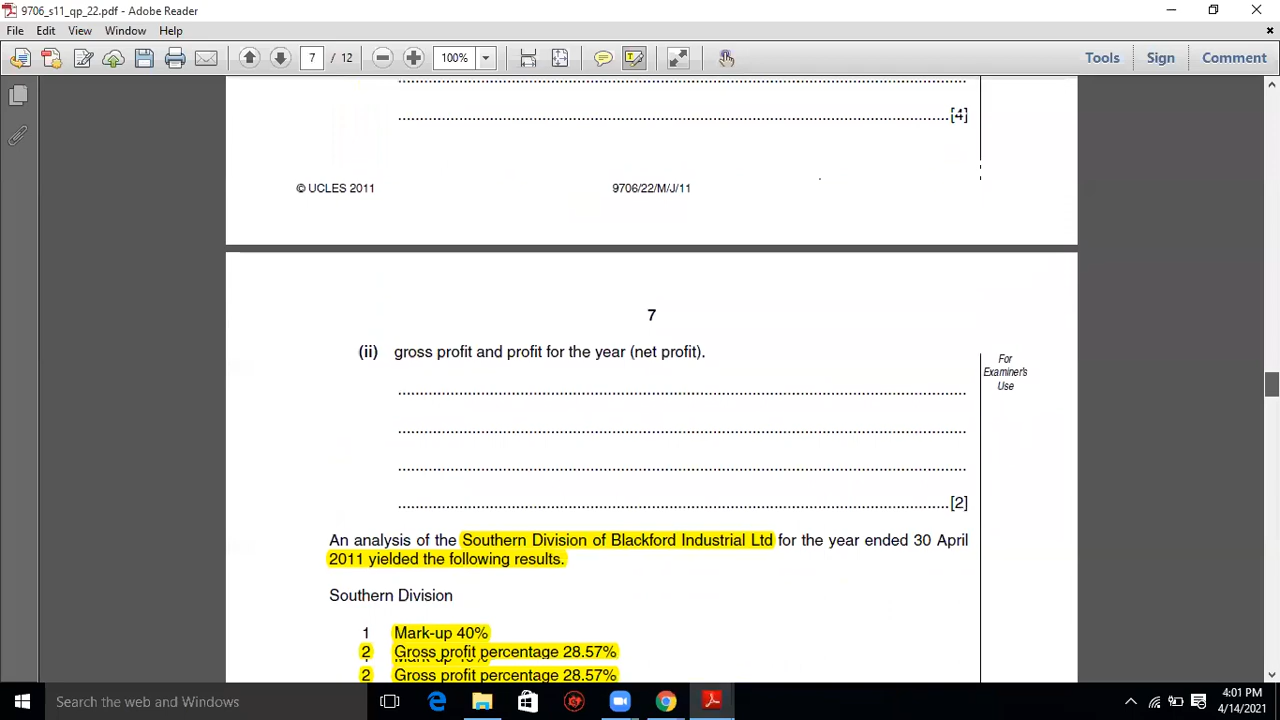 9706_s11_qp_22.pdf - Adobe Reader
File Edit View Window Help
7 / 12 100% Tools Sign Comment
[4]
© UCLES 2011 9706/22/M/J/11
7
(ii) gross profit and profit for the year (net profit).
For
Examiner's
Use
[2]
An analysis of the Southern Division of Blackford Industrial Ltd for the year ended 30 April
2011 yielded the following results.
Southern Division
1 Mark-up 40%
2 Gross profit percentage 28.57%
Mark-up 40%
2 Gross profit percentage 28.57%
Search the web and Windows
4:01 PM
4/14/2021